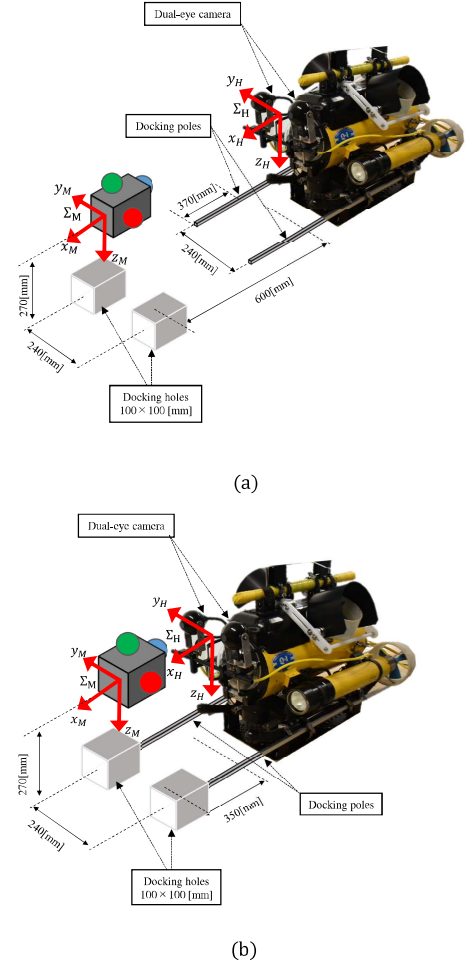 Dual-eye camera
y_H
Σ_H
x_H
z_H
Docking poles
370[mm]
240[mm]
600[mm]
y_M
Σ_M
x_M
z_M
270[mm]
240[mm]
Docking holes
100×100 [mm]
(a)
Dual-eye camera
y_H
Σ_H
x_H
z_H
y_M
Σ_M
x_M
z_M
270[mm]
240[mm]
350[mm]
Docking poles
Docking holes
100×100 [mm]
(b)